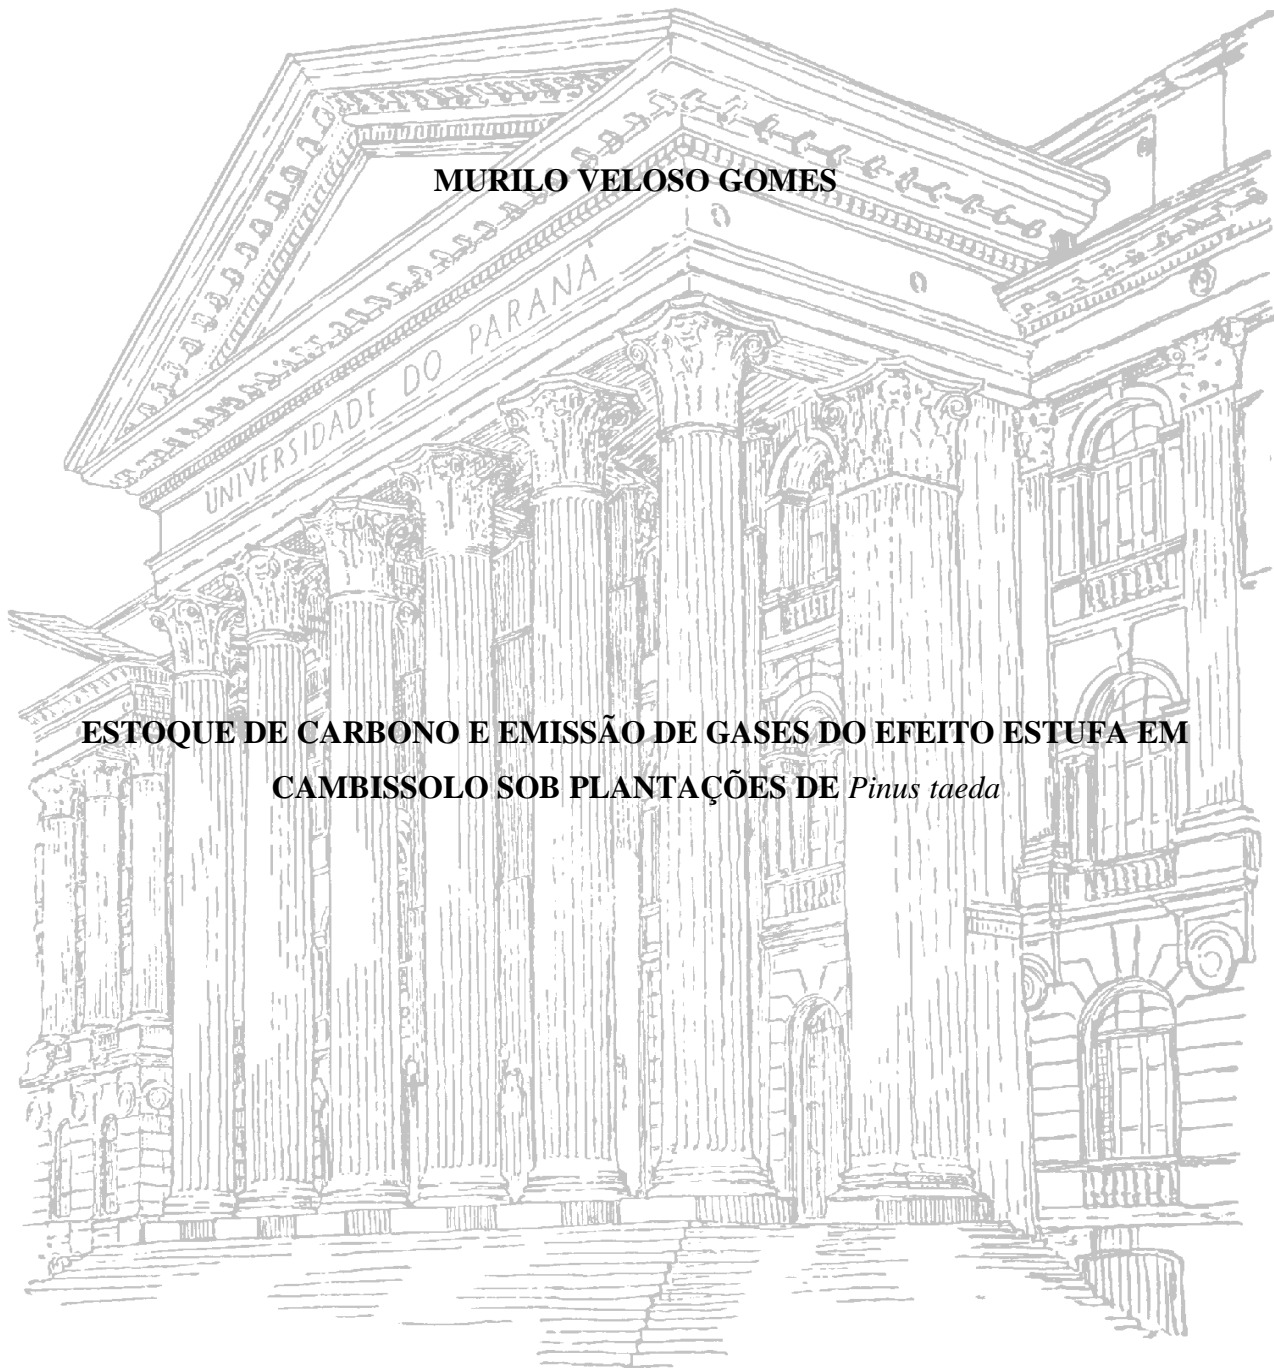 MURILO VELOSO GOMES
UNIVERSIDADE DO PARANÁ
ESTOQUE DE CARBONO E EMISSÃO DE GASES DO EFEITO ESTUFA EM
CAMBISSOLO SOB PLANTAÇÕES DE Pinus taeda